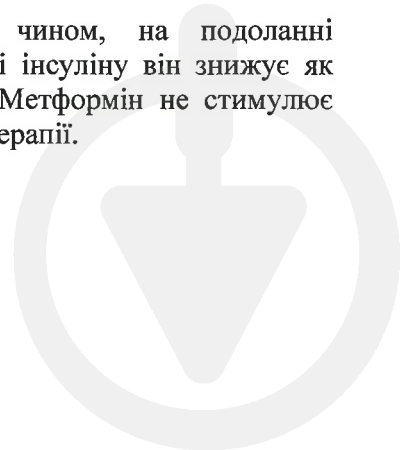 чином, на подоланні
і інсуліну він знижує як
Метформін не стимулює
ерапії.